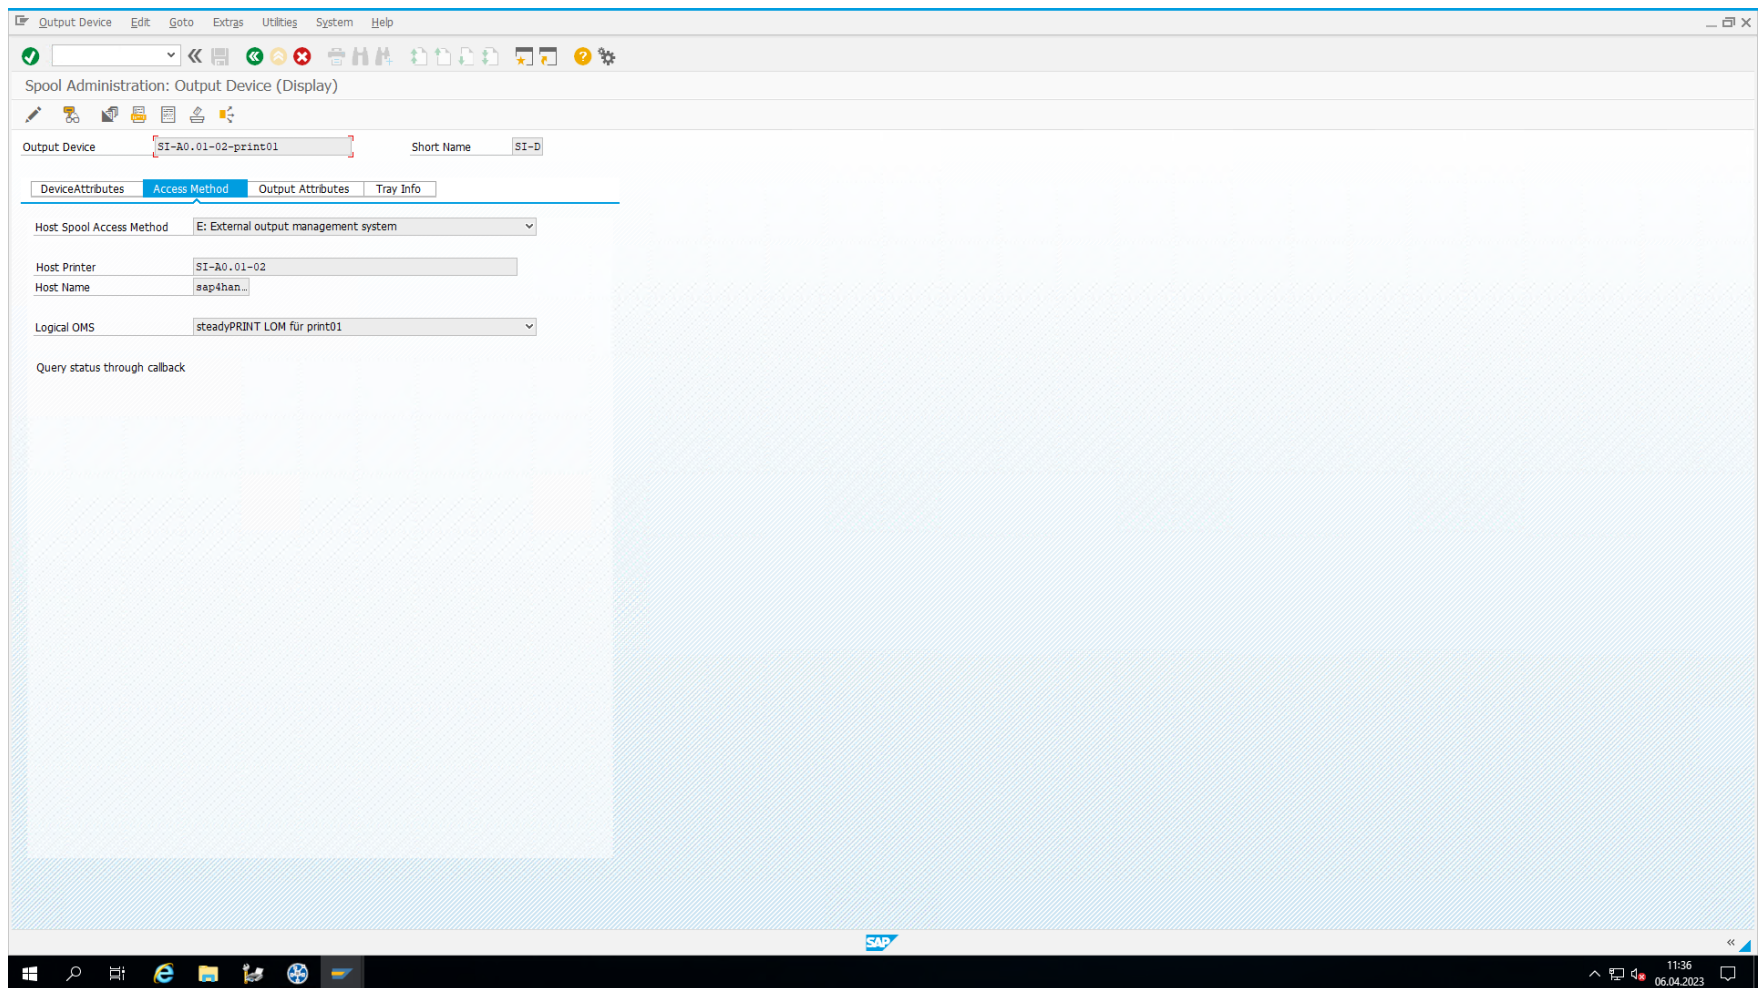 Output Device Edit Goto Extras Utilities System Help
Spool Administration: Output Device (Display)
Output Device SI-A0.01-02-print01 Short Name SI-D
DeviceAttributes Access Method Output Attributes Tray Info
Host Spool Access Method E: External output management system
Host Printer SI-A0.01-02
Host Name sap4han...
Logical OMS steadyPRINT LOM für print01
Query status through callback
SAP
11:36
06.04.2023